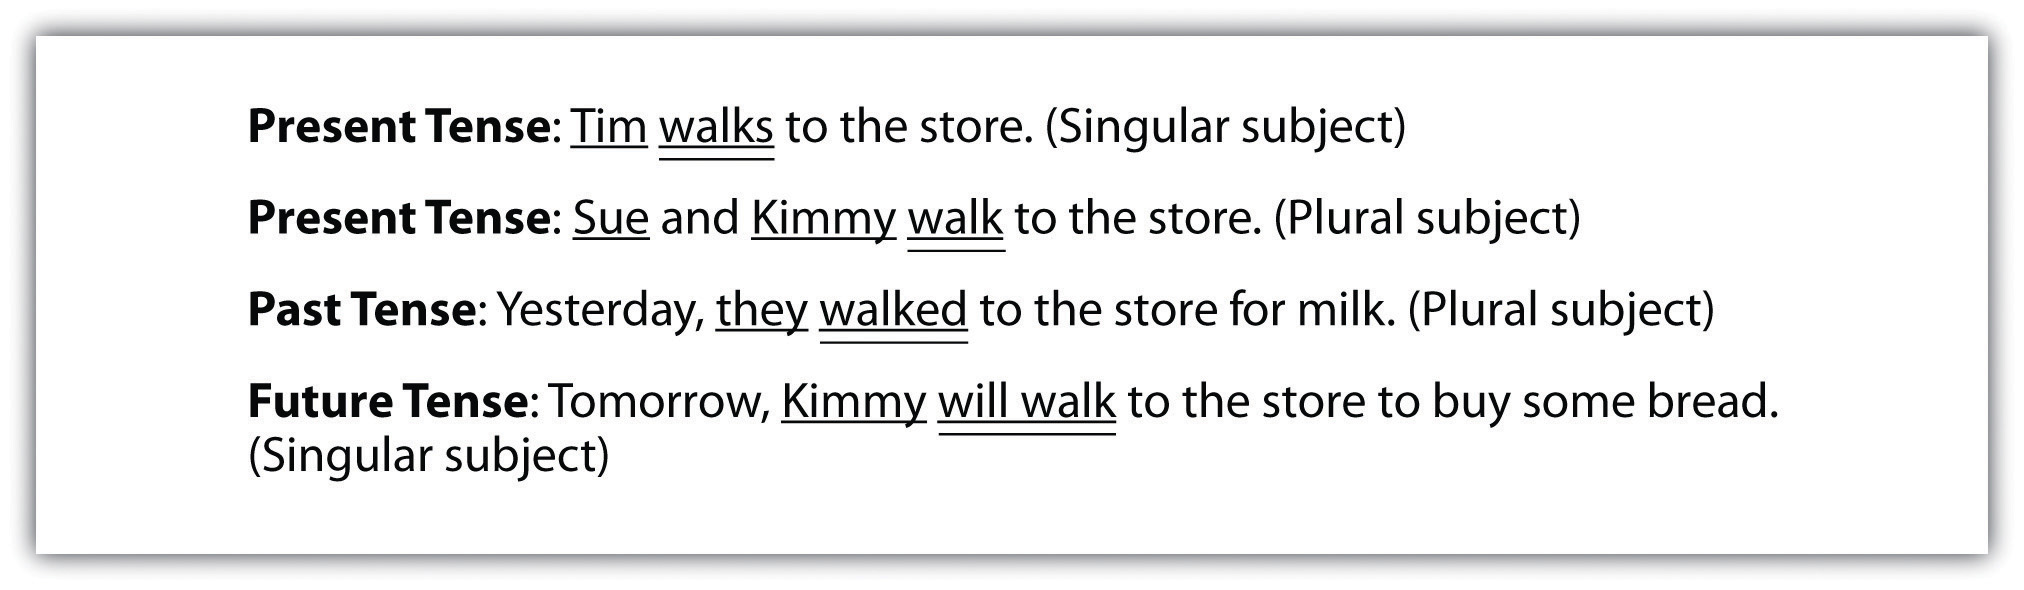 Present Tense: Tim walks to the store. (Singular subject)
Present Tense: Sue and Kimmy walk to the store. (Plural subject)
Past Tense: Yesterday, they walked to the store for milk. (Plural subject)
Future Tense: Tomorrow, Kimmy will walk to the store to buy some bread.
(Singular subject)